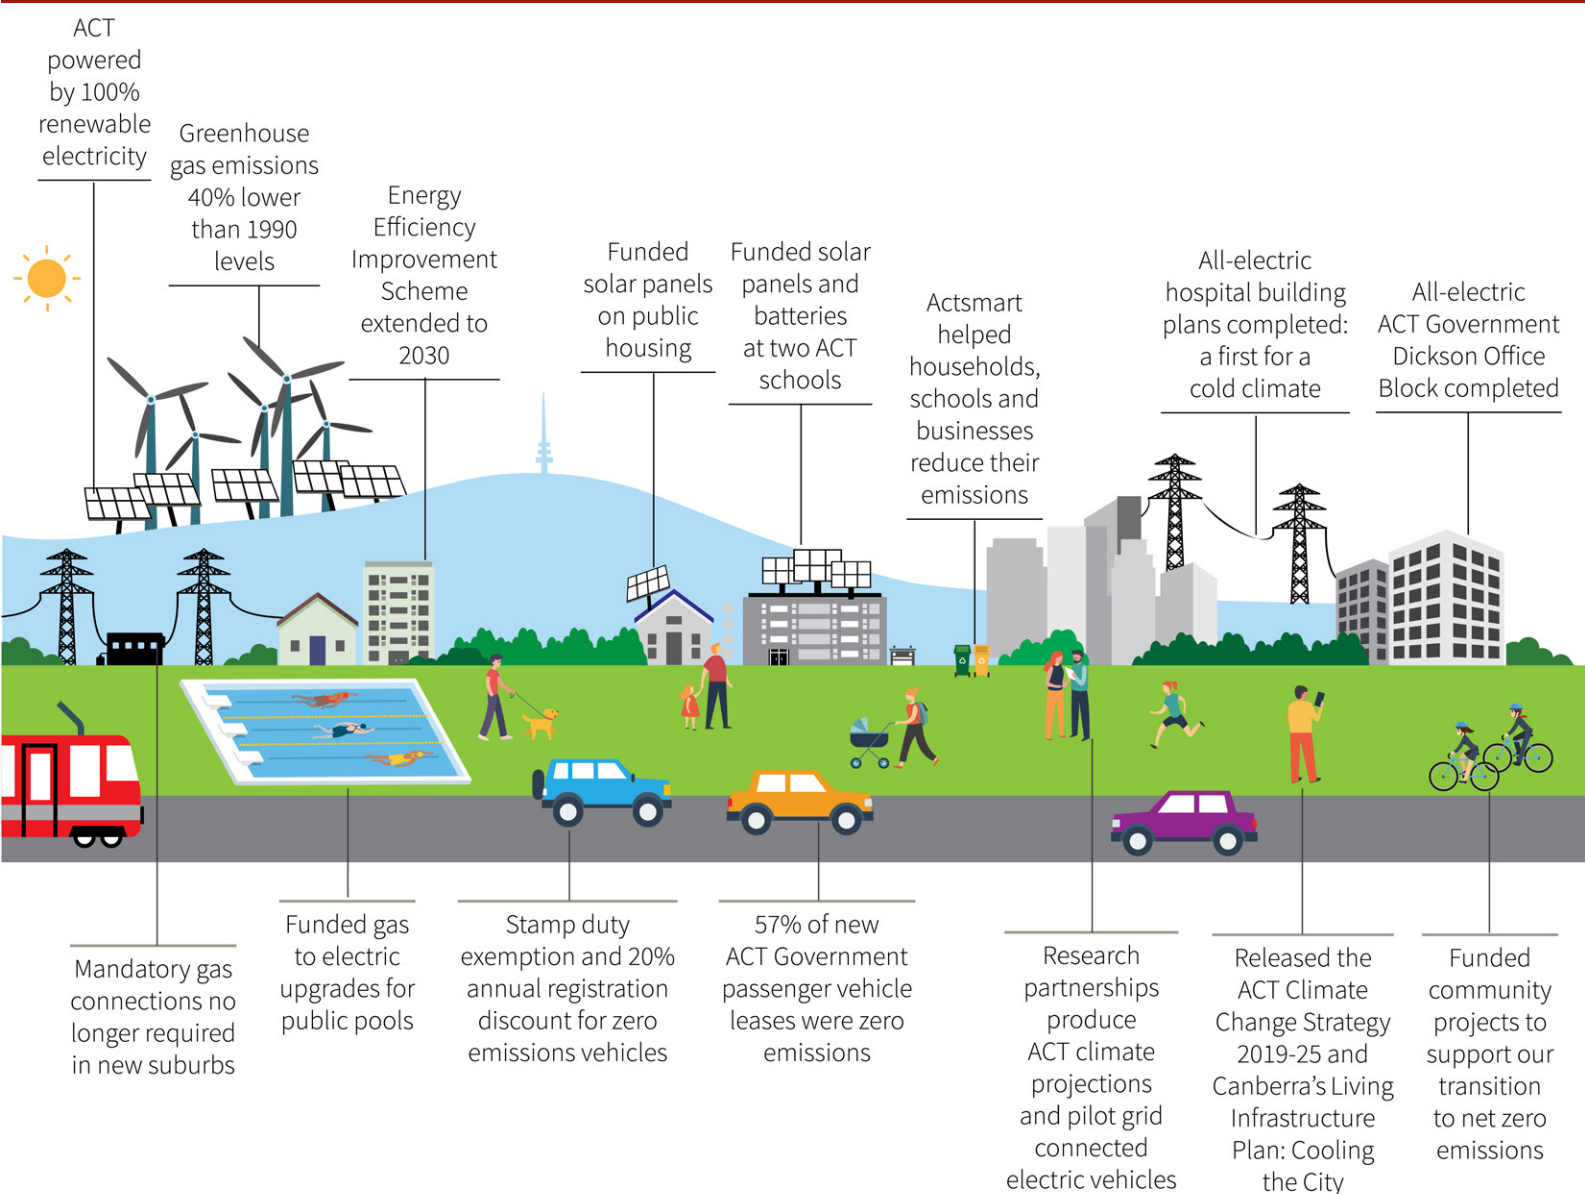 ACT
powered
by 100%
renewable
electricity
Greenhouse
gas emissions
40% lower
than 1990
levels
Energy
Efficiency
Improvement
Scheme
extended to
2030
Funded
solar panels
on public
housing
Funded solar
panels and
batteries
at two ACT
schools
Actsmart
helped
households,
schools and
businesses
reduce their
emissions
All-electric
hospital building
plans completed:
a first for a
cold climate
All-electric
ACT Government
Dickson Office
Block completed
Mandatory gas
connections no
longer required
in new suburbs
Funded gas
to electric
upgrades for
public pools
Stamp duty
exemption and 20%
annual registration
discount for zero
emissions vehicles
57% of new
ACT Government
passenger vehicle
leases were zero
emissions
Research
partnerships
produce
ACT climate
projections
and pilot grid
connected
electric vehicles
Released the
ACT Climate
Change Strategy
2019-25 and
Canberra’s Living
Infrastructure
Plan: Cooling
the City
Funded
community
projects to
support our
transition
to net zero
emissions